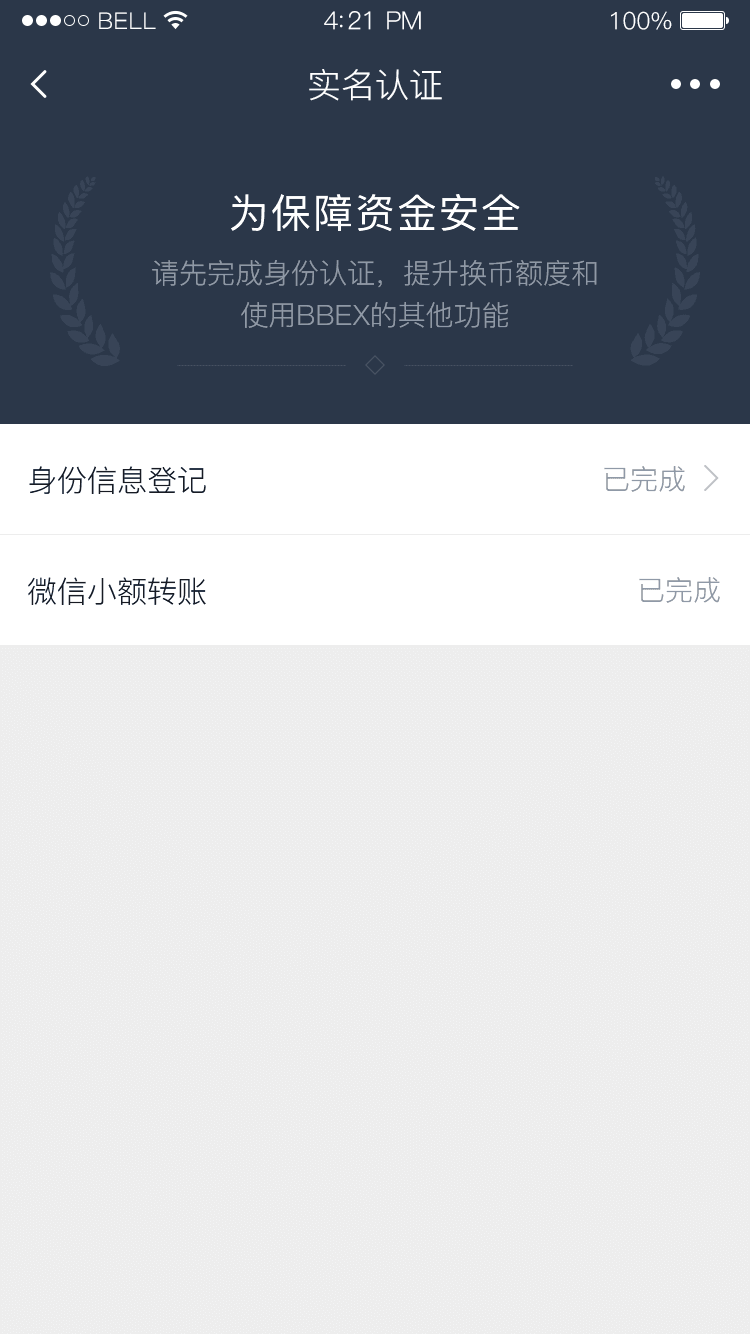 BELL 4:21 PM 100%
实名认证
为保障资金安全
请先完成身份认证，提升换币额度和
使用BBEX的其他功能
身份信息登记 已完成
微信小额转账 已完成